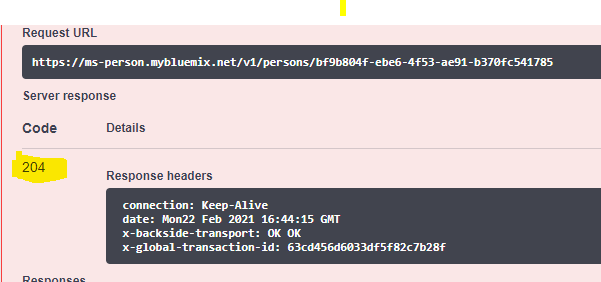 Request URL
https://ms-person.mybluemix.net/v1/persons/bf9b804f-ebe6-4f53-ae91-b370fc541785
Server response
Code Details
204
Response headers
connection: Keep-Alive
date: Mon22 Feb 2021 16:44:15 GMT
x-backside-transport: OK OK
x-global-transaction-id: 63cd456d6033df5f82c7b28f
Responses